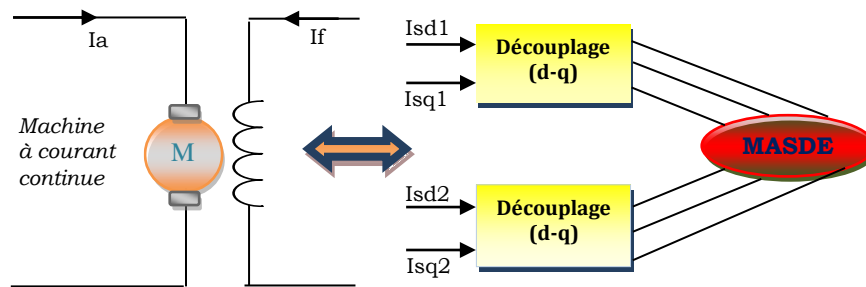 Ia
If
Machine
à courant
continue
M
Isd1
Isq1
Découplage
(d-q)
MASDE
Isd2
Isq2
Découplage
(d-q)